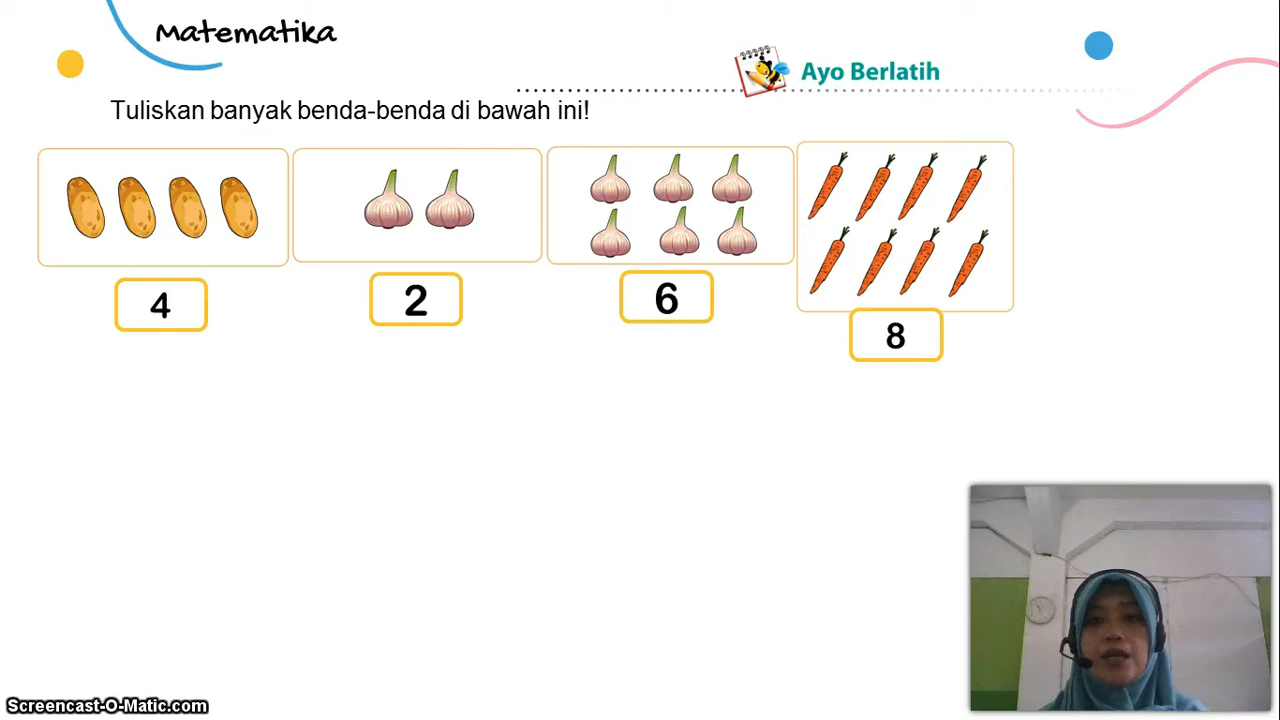 Matematika
Ayo Berlatih
Tuliskan banyak benda-benda di bawah ini!
4
2
6
8
Screencast-O-Matic.com